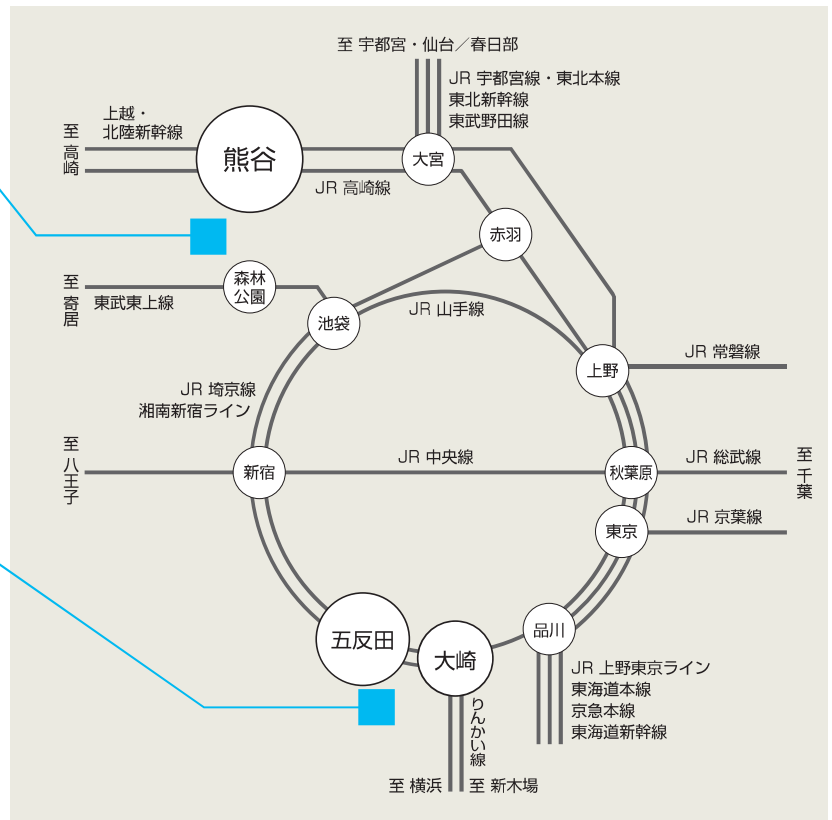 至 宇都宮・仙台／春日部
JR 宇都宮線・東北本線
東北新幹線
東武野田線
上越・
北陸新幹線
至 高崎
熊谷
大宮
JR 高崎線
赤羽
至 寄居
東武東上線
森林
公園
池袋
JR 山手線
上野
JR 常磐線
JR 埼京線
湘南新宿ライン
至 八王子
新宿
JR 中央線
秋葉原
JR 総武線
至 千葉
東京
JR 京葉線
五反田
大崎
品川
JR 上野東京ライン
東海道本線
京急本線
東海道新幹線
りんかい線
至 横浜
至 新木場